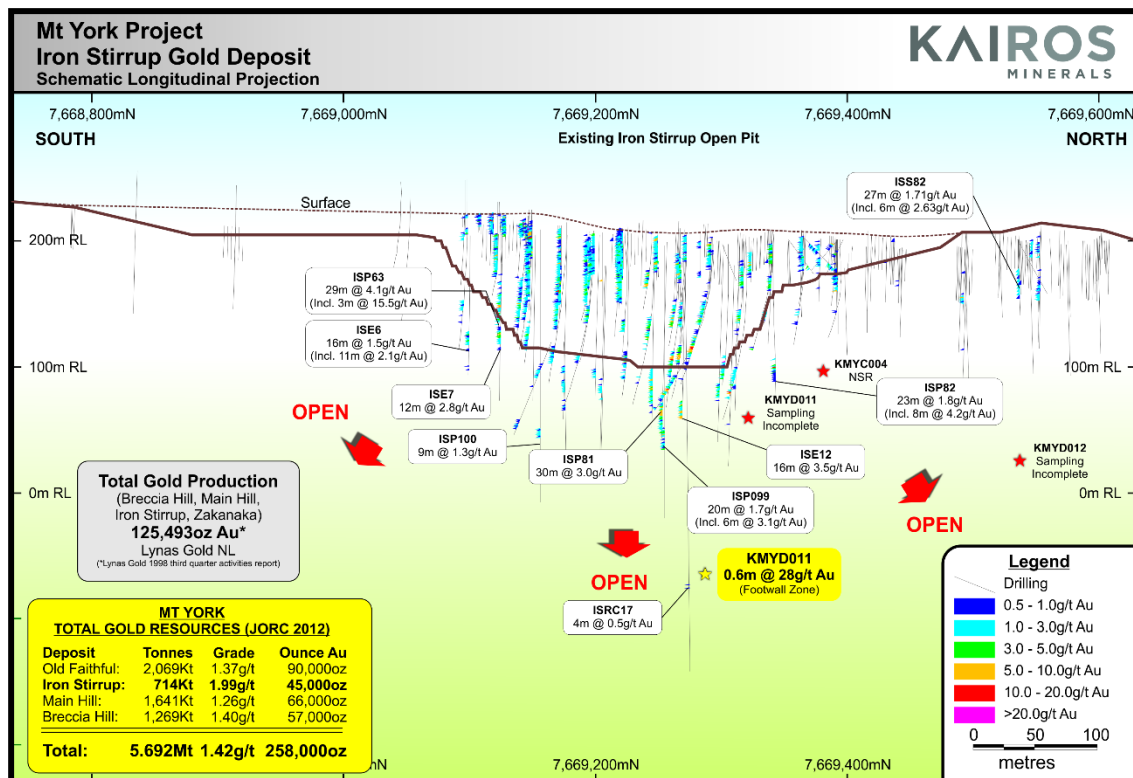 Mt York Project
Iron Stirrup Gold Deposit
Schematic Longitudinal Projection
KAIROS
MINERALS
7,668,800mN 7,669,000mN 7,669,200mN 7,669,400mN 7,669,600mN
SOUTH Existing Iron Stirrup Open Pit NORTH
Surface
200m RL
ISS82
27m @ 1.71g/t Au
(Incl. 6m @ 2.63g/t Au)
200m RL
ISP63
29m @ 4.1g/t Au
(Incl. 3m @ 15.5g/t Au)
ISE6
16m @ 1.5g/t Au
(Incl. 11m @ 2.1g/t Au)
100m RL
100m RL
KMYC004
NSR
ISE7
12m @ 2.8g/t Au
ISP82
23m @ 1.8g/t Au
(Incl. 8m @ 4.2g/t Au)
KMYD011
Sampling
Incomplete
OPEN
ISP100
9m @ 1.3g/t Au
ISP81
30m @ 3.0g/t Au
ISE12
16m @ 3.5g/t Au
KMYD012
Sampling
Incomplete
0m RL
0m RL
ISP099
20m @ 1.7g/t Au
(Incl. 6m @ 3.1g/t Au)
OPEN
Total Gold Production
(Breccia Hill, Main Hill,
Iron Stirrup, Zakanaka)
125,493oz Au*
Lynas Gold NL
(*Lynas Gold 1998 third quarter activities report)
OPEN
KMYD011
0.6m @ 28g/t Au
(Footwall Zone)
ISRC17
4m @ 0.5g/t Au
MT YORK
TOTAL GOLD RESOURCES (JORC 2012)
Deposit Tonnes Grade Ounce Au
Old Faithful: 2,069Kt 1.37g/t 90,000oz
Iron Stirrup: 714Kt 1.99g/t 45,000oz
Main Hill: 1,641Kt 1.26g/t 66,000oz
Breccia Hill: 1,269Kt 1.40g/t 57,000oz
Total: 5.692Mt 1.42g/t 258,000oz
Legend
Drilling
0.5 - 1.0g/t Au
1.0 - 3.0g/t Au
3.0 - 5.0g/t Au
5.0 - 10.0g/t Au
10.0 - 20.0g/t Au
>20.0g/t Au
0 50 100
metres
7,669,200mN 7,669,400mN